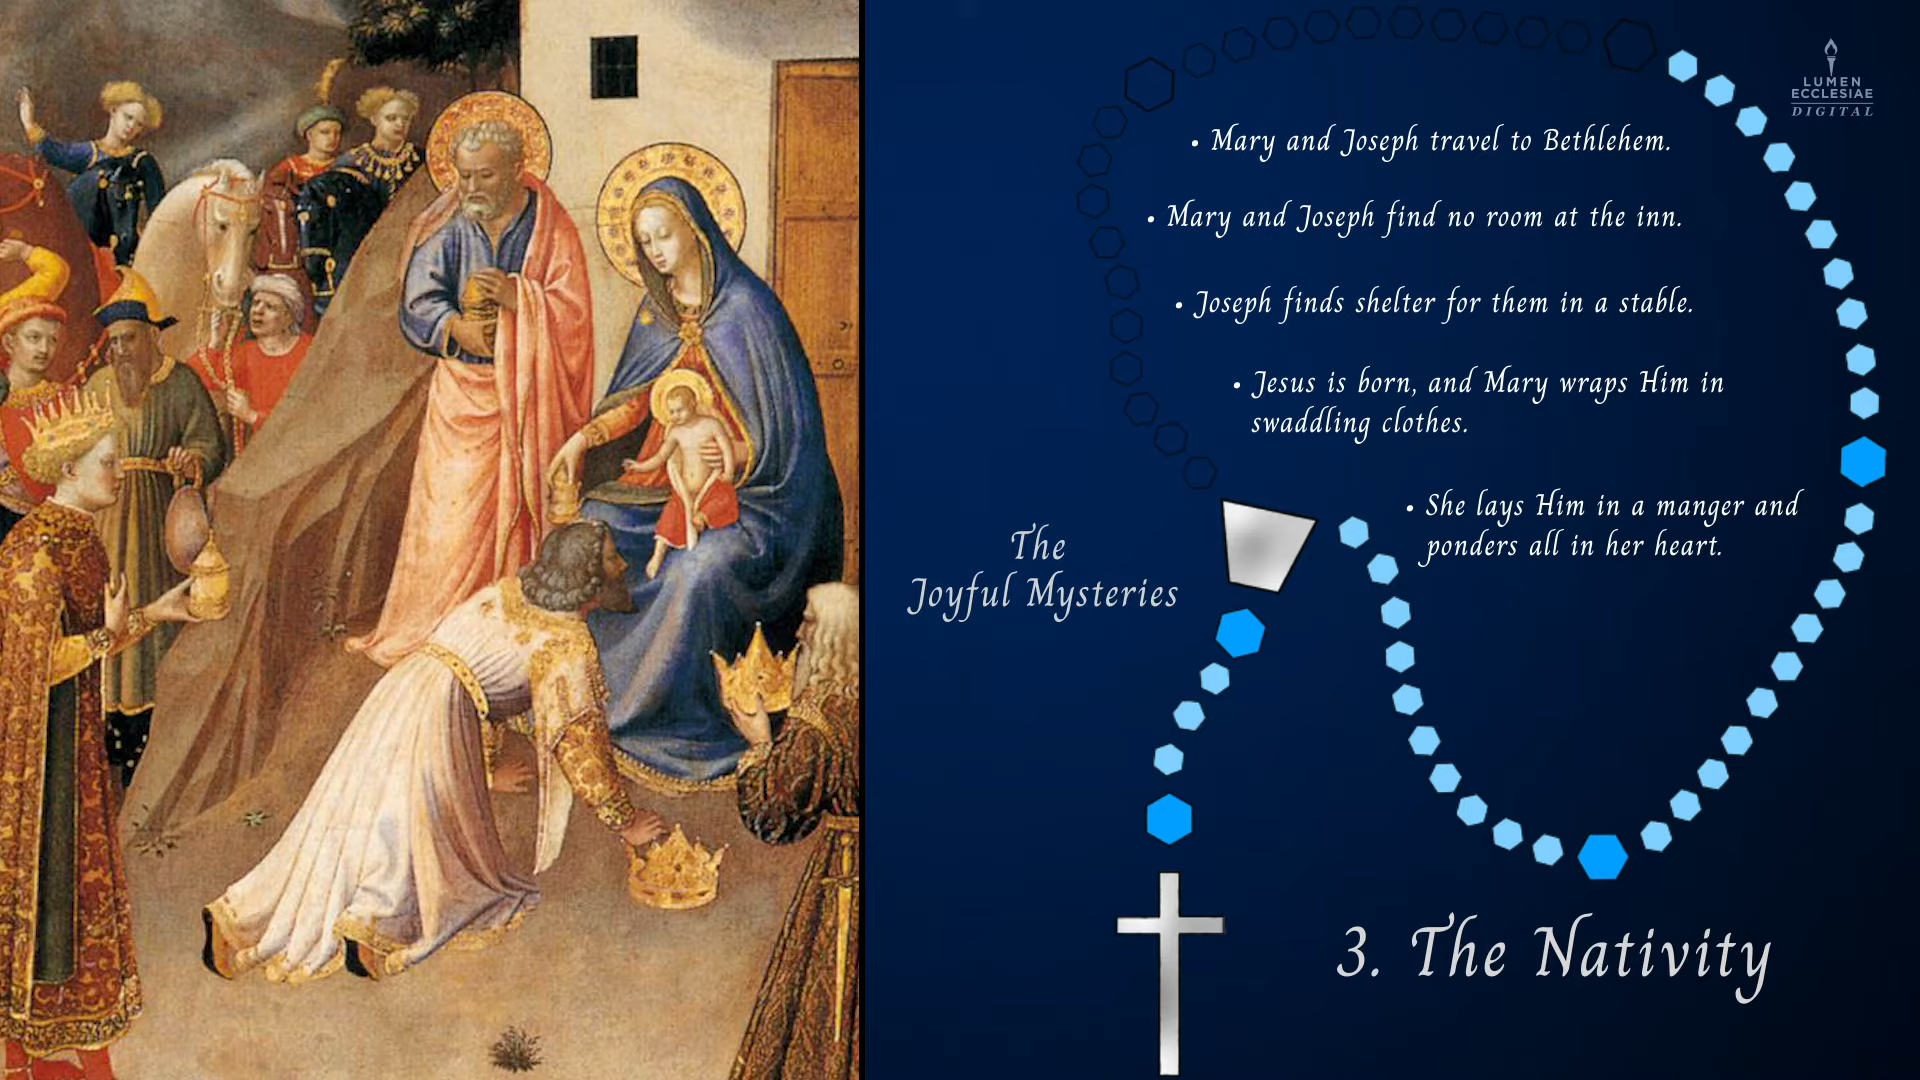 LUMEN
ECCLESIAE
DIGITAL
• Mary and Joseph travel to Bethlehem.
• Mary and Joseph find no room at the inn.
• Joseph finds shelter for them in a stable.
• Jesus is born, and Mary wraps Him in
swaddling clothes.
• She lays Him in a manger and
ponders all in her heart.
The
Joyful Mysteries
3. The Nativity